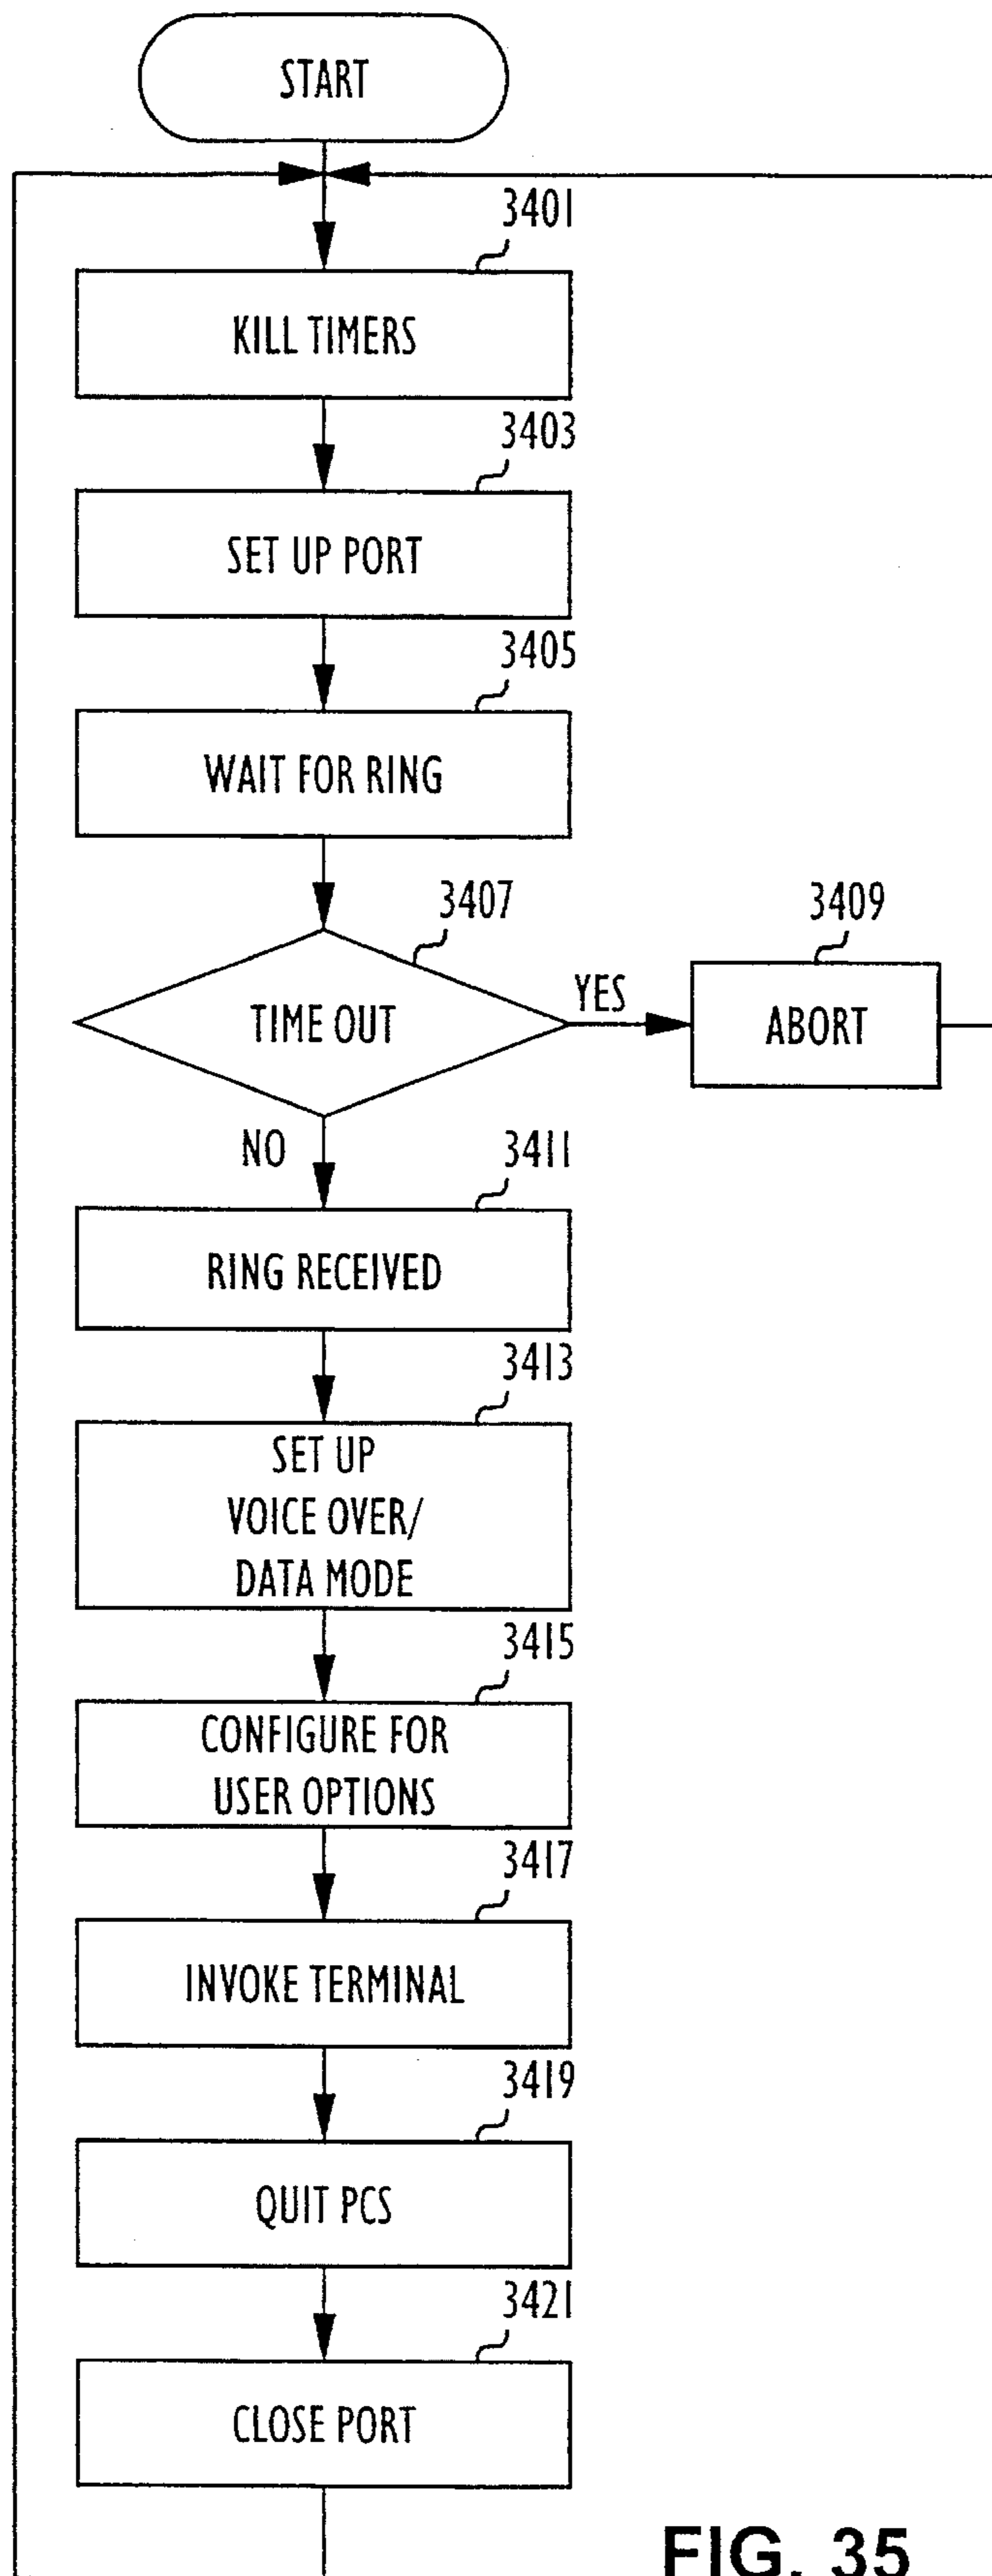 START
3401
KILL TIMERS
3403
SET UP PORT
3405
WAIT FOR RING
3407
TIME OUT
YES
3409
ABORT
NO
3411
RING RECEIVED
3413
SET UP
VOICE OVER/
DATA MODE
3415
CONFIGURE FOR
USER OPTIONS
3417
INVOKE TERMINAL
3419
QUIT PCS
3421
CLOSE PORT
FIG. 35